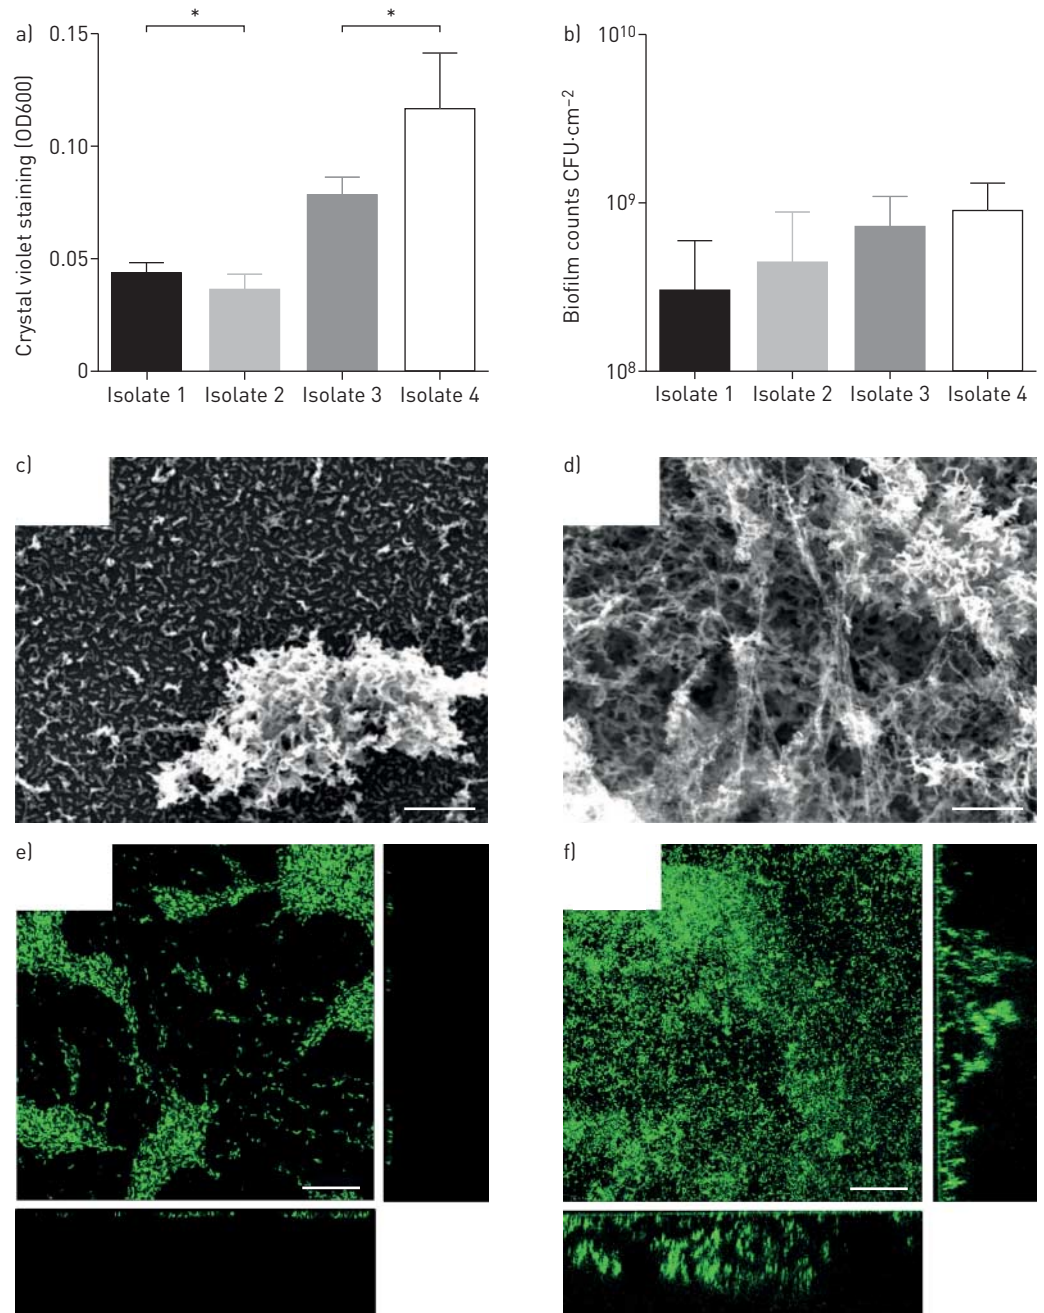 a)
* *
Crystal violet staining (OD600)
0.15
0.10
0.05
0
Isolate 1 Isolate 2 Isolate 3 Isolate 4
b)
Biofilm counts CFU·cm⁻²
10¹⁰
10⁹
10⁸
Isolate 1 Isolate 2 Isolate 3 Isolate 4
c)
d)
e)
f)